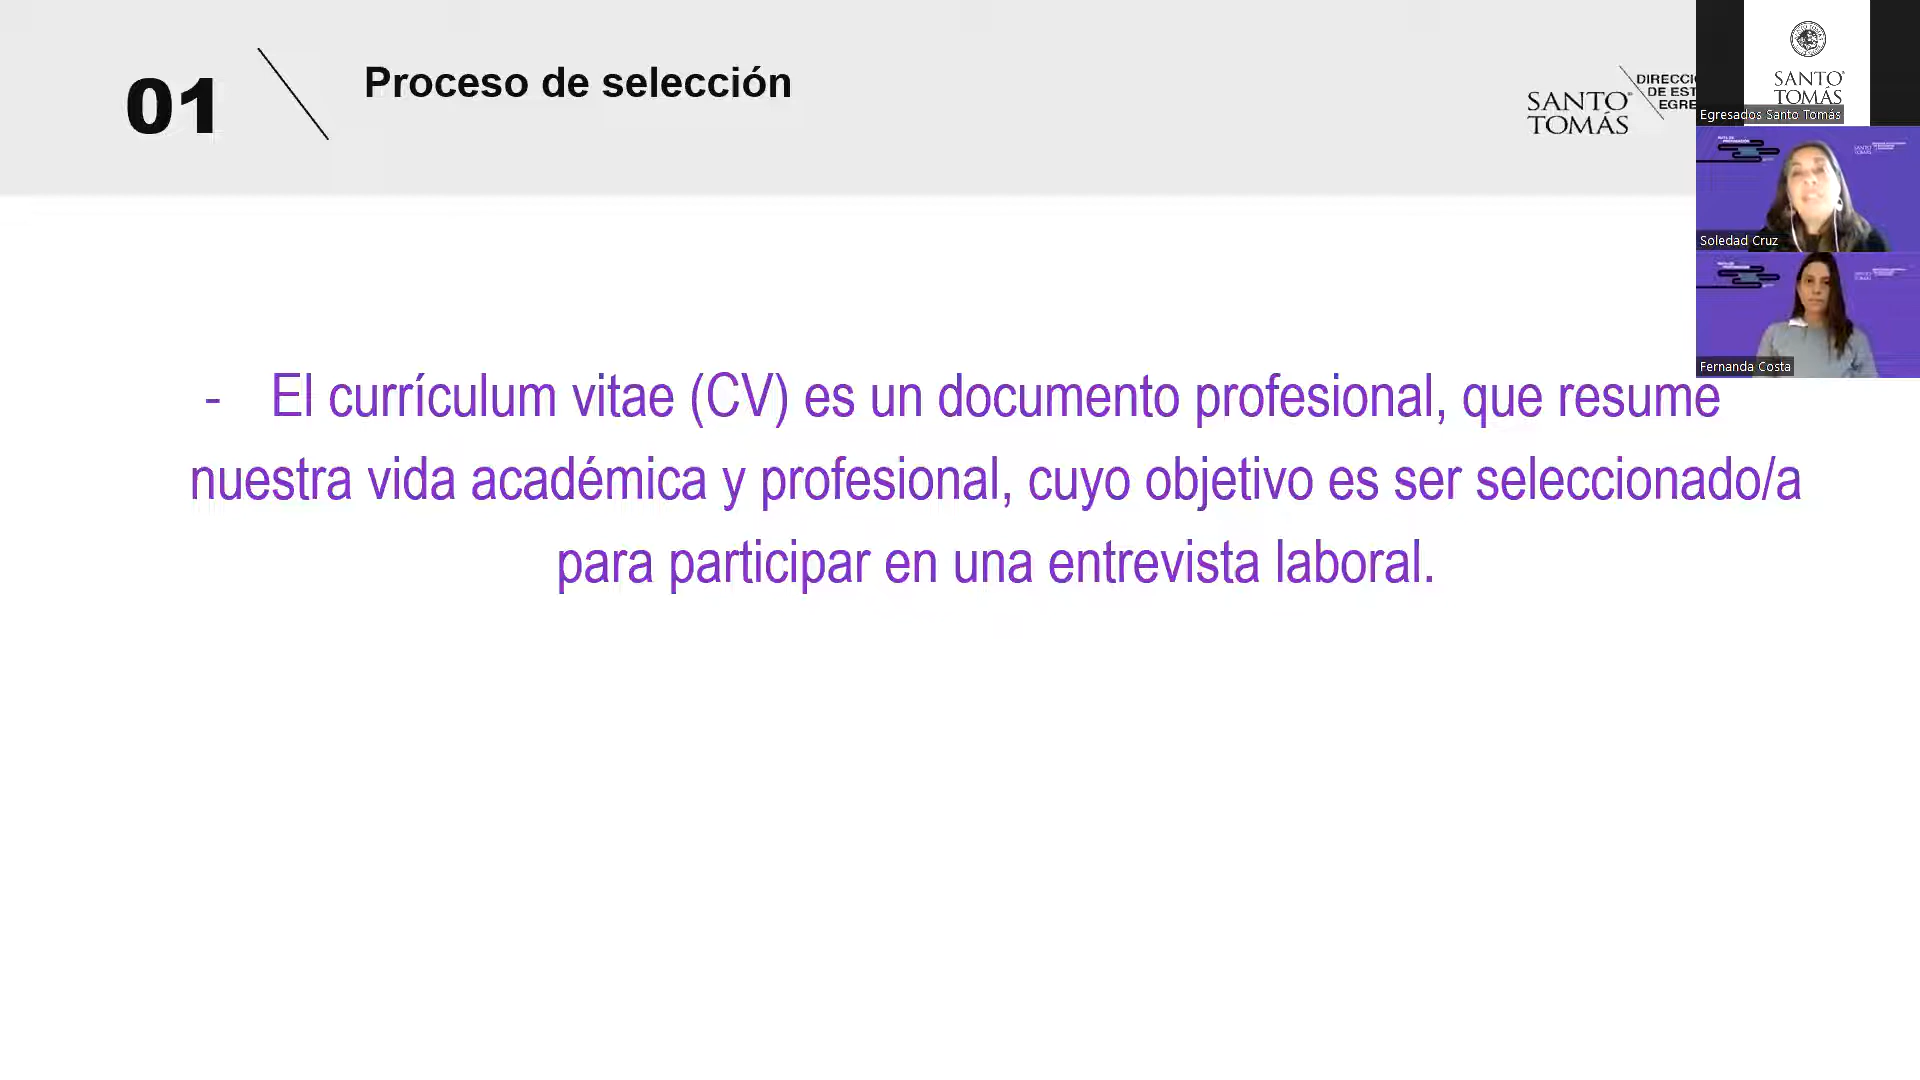 01
Proceso de selección
SANTO
TOMÁS
SANTO
TOMÁS
Egresados Santo Tomás
Soledad Cruz
Fernanda Costa
- El currículum vitae (CV) es un documento profesional, que resume
nuestra vida académica y profesional, cuyo objetivo es ser seleccionado/a
para participar en una entrevista laboral.